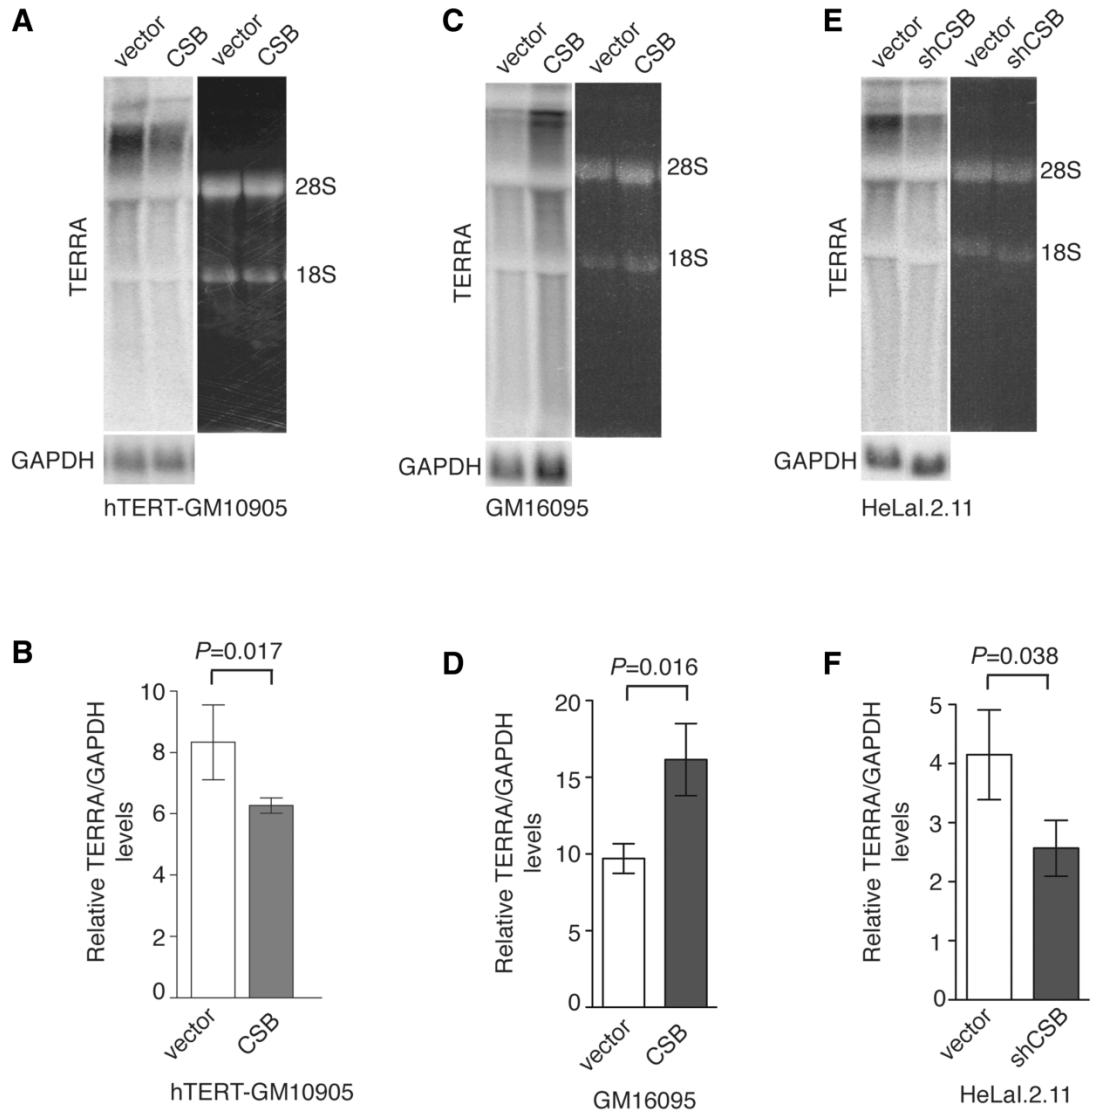 A
vector
CSB
vector
CSB
TERRA
28S
18S
GAPDH
hTERT-GM10905
C
vector
CSB
vector
CSB
TERRA
28S
18S
GAPDH
GM16095
E
vector
shCSB
vector
shCSB
TERRA
28S
18S
GAPDH
HeLaI.2.11
B
P=0.017
Relative TERRA/GAPDH
levels
10
8
6
4
2
0
vector
CSB
hTERT-GM10905
D
P=0.016
Relative TERRA/GAPDH
levels
20
15
10
5
0
vector
CSB
GM16095
F
P=0.038
Relative TERRA/GAPDH
levels
5
4
3
2
1
0
vector
shCSB
HeLaI.2.11